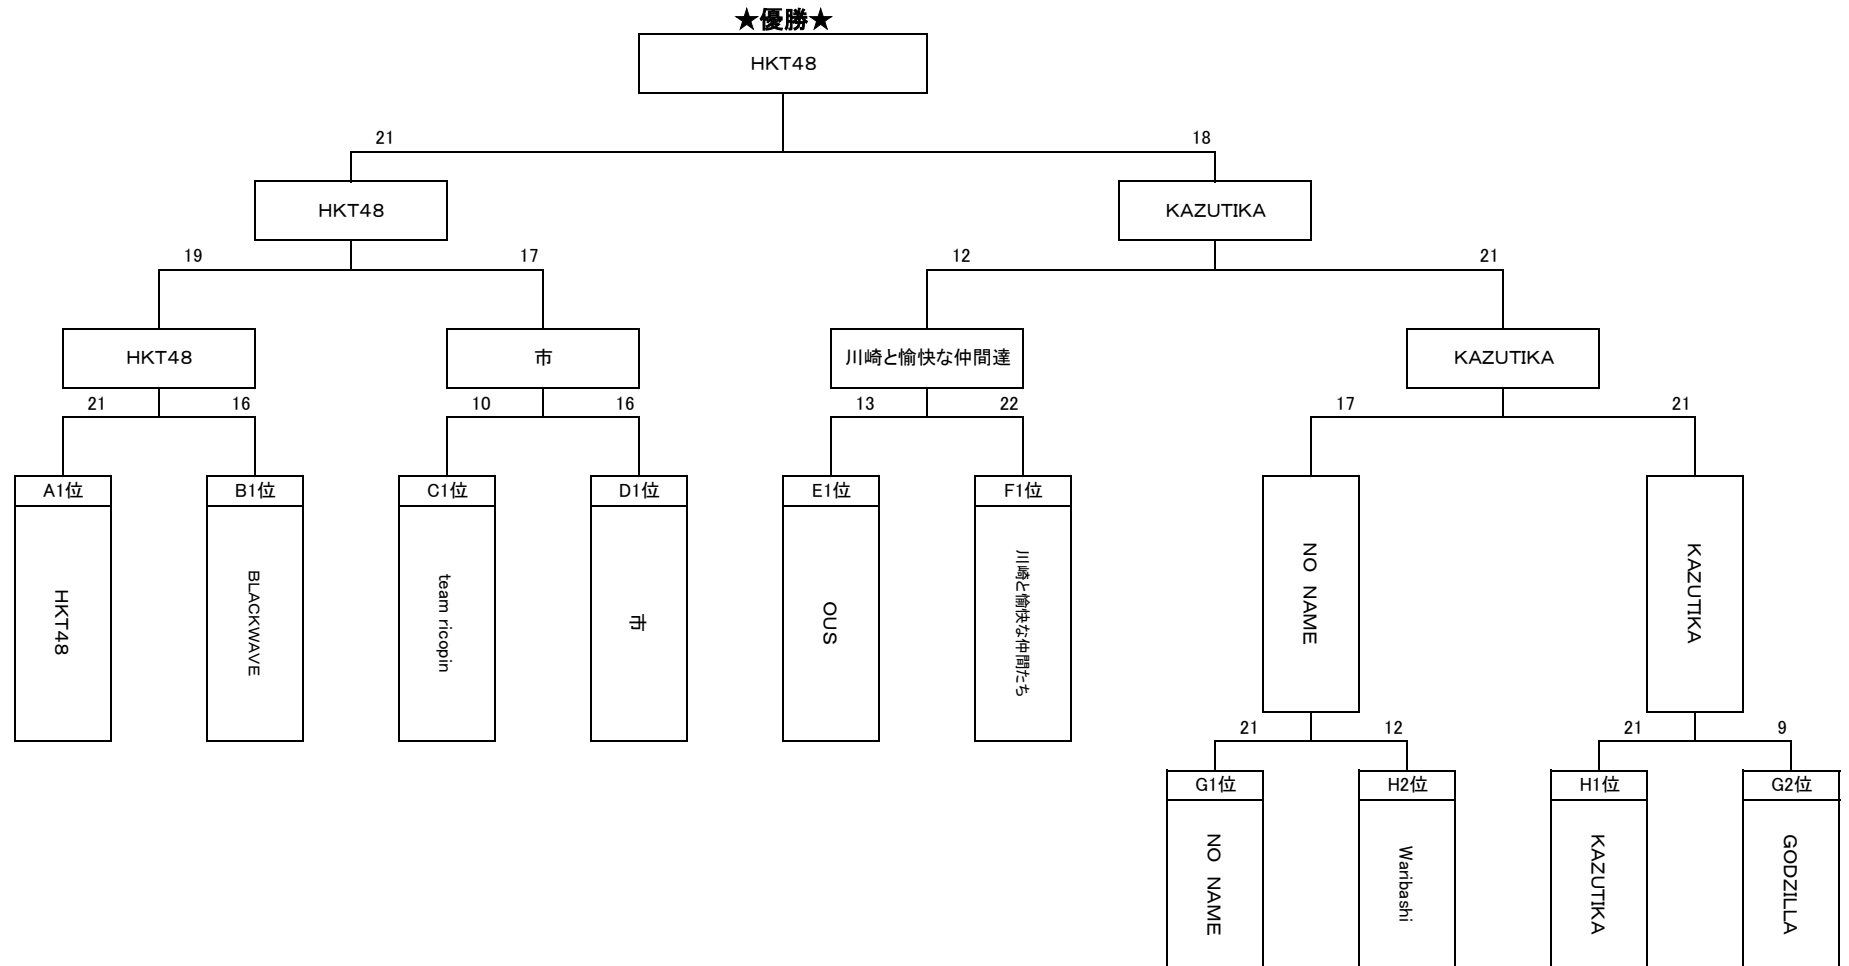 ★優勝★
HKT48
21
18
HKT48
KAZUTIKA
19
17
12
21
HKT48
市
川崎と愉快な仲間達
KAZUTIKA
21
16
10
16
13
22
17
21
A1位
B1位
C1位
D1位
E1位
F1位
HKT48
BLACKWAVE
team ricopin
市
OUS
川崎と愉快な仲間たち
NO NAME
KAZUTIKA
21
12
21
9
G1位
H2位
H1位
G2位
NO NAME
Waribashi
KAZUTIKA
GODZILLA